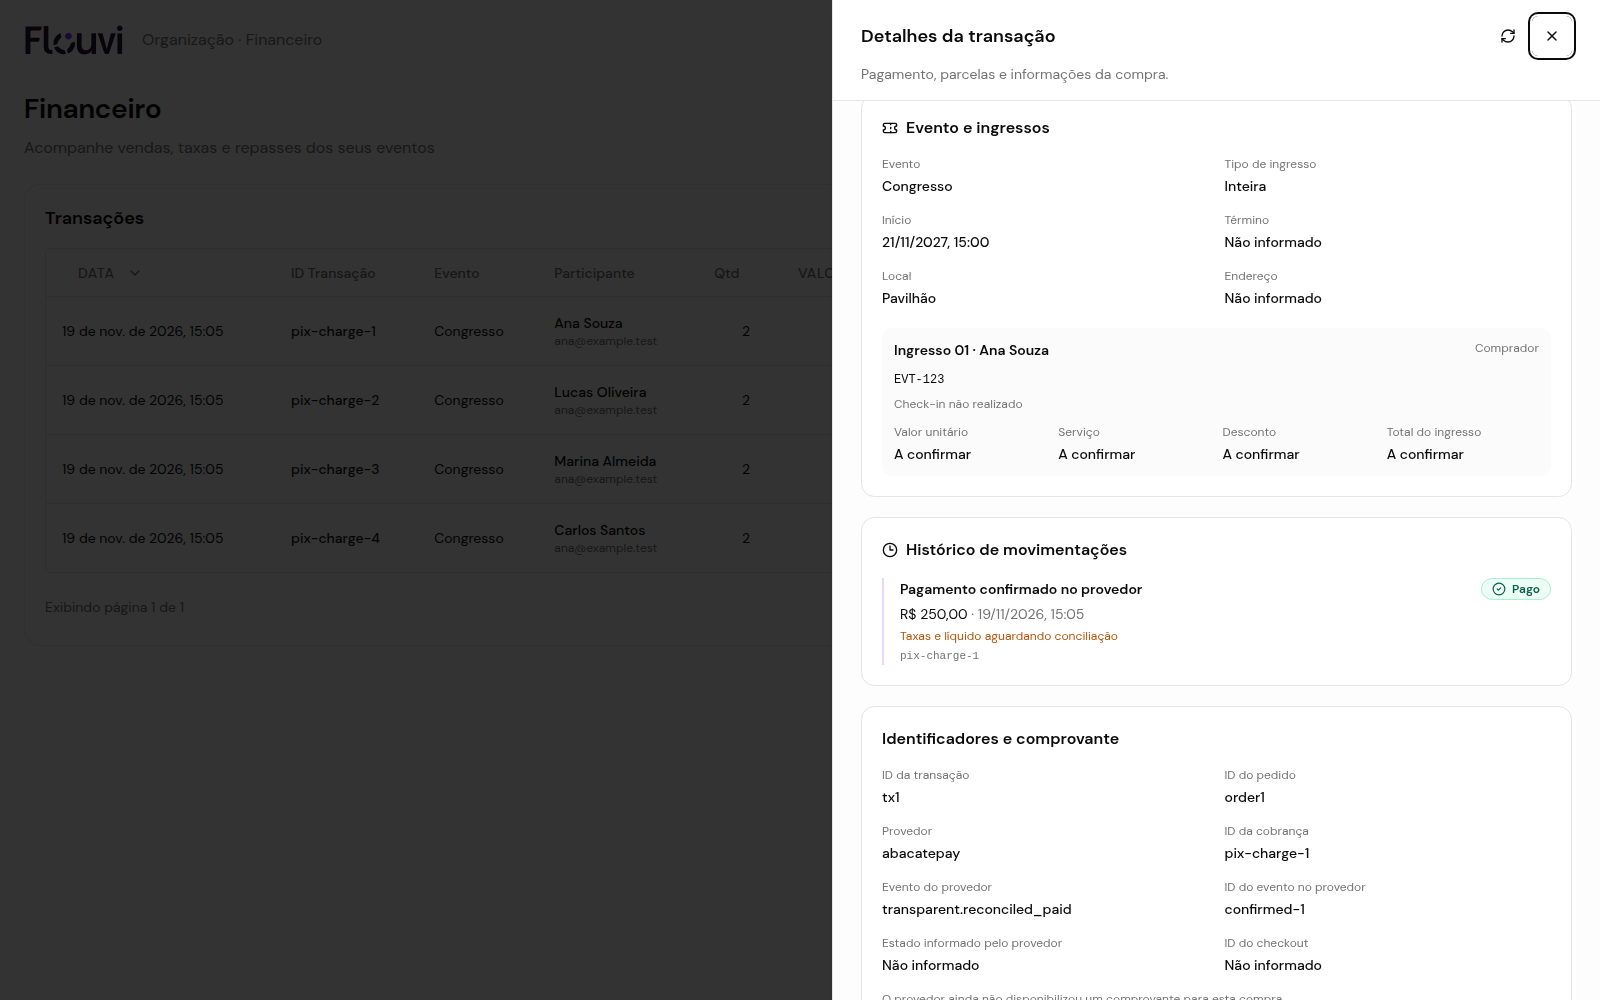 Flouvi
Organização · Financeiro
Financeiro
Acompanhe vendas, taxas e repasses dos seus eventos
Transações
DATA ID Transação Evento Participante Qtd
19 de nov. de 2026, 15:05 pix-charge-1 Congresso Ana Souza 2
ana@example.test
19 de nov. de 2026, 15:05 pix-charge-2 Congresso Lucas Oliveira 2
ana@example.test
19 de nov. de 2026, 15:05 pix-charge-3 Congresso Marina Almeida 2
ana@example.test
19 de nov. de 2026, 15:05 pix-charge-4 Congresso Carlos Santos 2
ana@example.test
Exibindo página 1 de 1
Detalhes da transação
Pagamento, parcelas e informações da compra.
Evento e ingressos
Evento Tipo de ingresso
Congresso Inteira
Início Término
21/11/2027, 15:00 Não informado
Local Endereço
Pavilhão Não informado
Ingresso 01 · Ana Souza Comprador
EVT-123
Check-in não realizado
Valor unitário Serviço Desconto Total do ingresso
A confirmar A confirmar A confirmar A confirmar
Histórico de movimentações
Pagamento confirmado no provedor Pago
R$ 250,00 · 19/11/2026, 15:05
Taxas e líquido aguardando conciliação
pix-charge-1
Identificadores e comprovante
ID da transação ID do pedido
tx1 order1
Provedor ID da cobrança
abacatepay pix-charge-1
Evento do provedor ID do evento no provedor
transparent.reconciled_paid confirmed-1
Estado informado pelo provedor ID do checkout
Não informado Não informado
O provedor ainda não disponibilizou um comprovante para esta compra.